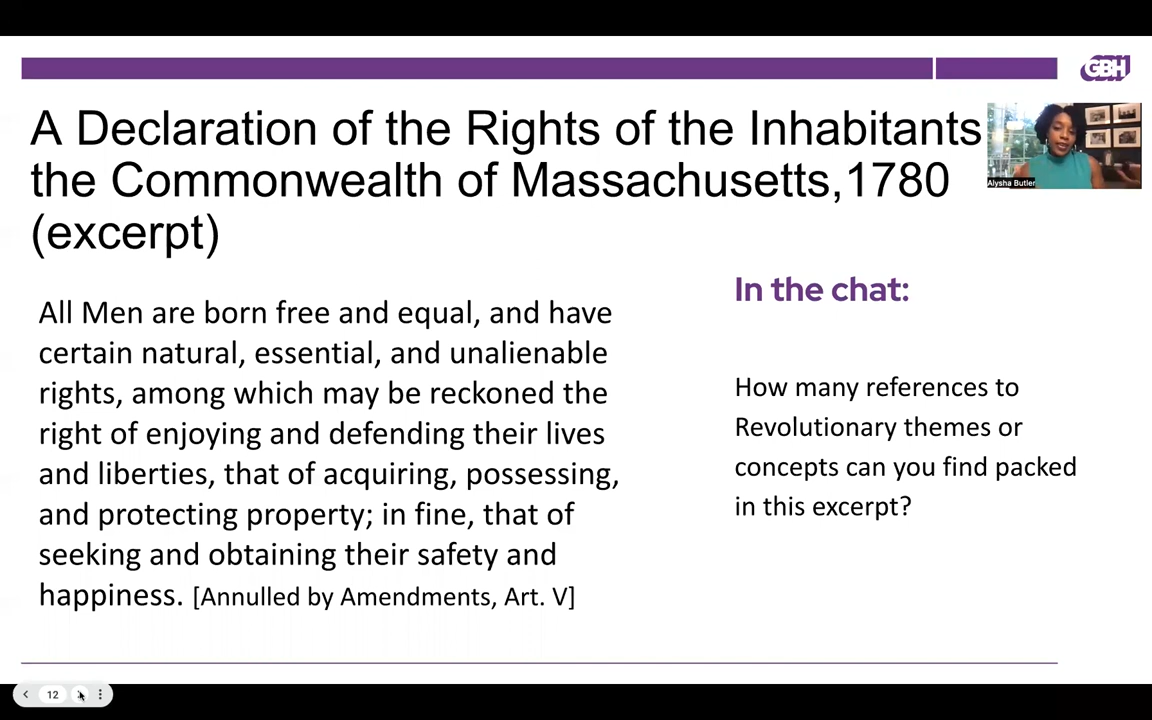 GBH
A Declaration of the Rights of the Inhabitants
the Commonwealth of Massachusetts,1780
(excerpt)
Alysha Butler
In the chat:
All Men are born free and equal, and have
certain natural, essential, and unalienable
rights, among which may be reckoned the
right of enjoying and defending their lives
and liberties, that of acquiring, possessing,
and protecting property; in fine, that of
seeking and obtaining their safety and
happiness. [Annulled by Amendments, Art. V]
How many references to
Revolutionary themes or
concepts can you find packed
in this excerpt?
12